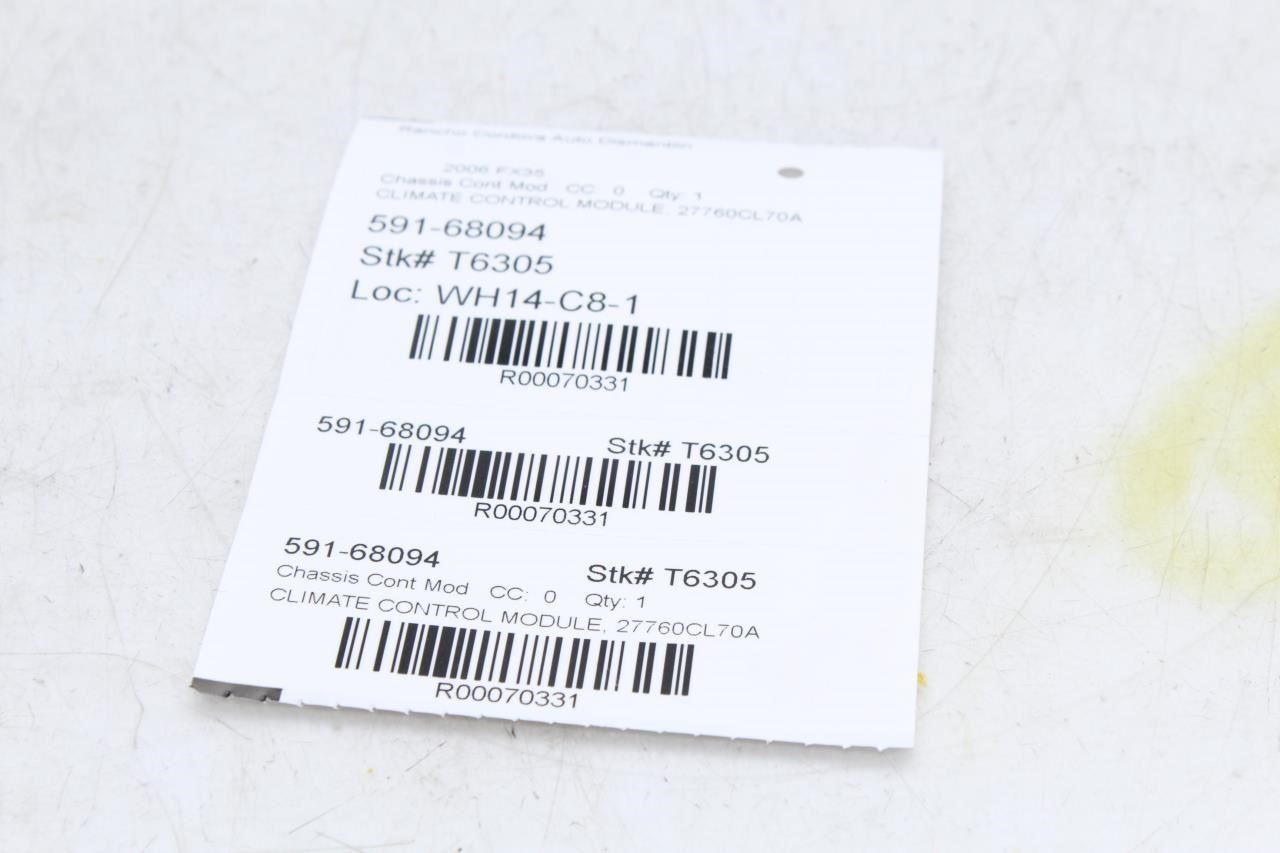 Rancho Cordova Auto Dismantlin
2006 FX35
Chassis Cont Mod CC: 0 Qty: 1
CLIMATE CONTROL MODULE, 27760CL70A
591-68094
Stk# T6305
Loc: WH14-C8-1
R00070331
591-68094 Stk# T6305
R00070331
591-68094 Stk# T6305
Chassis Cont Mod CC: 0 Qty: 1
CLIMATE CONTROL MODULE, 27760CL70A
R00070331